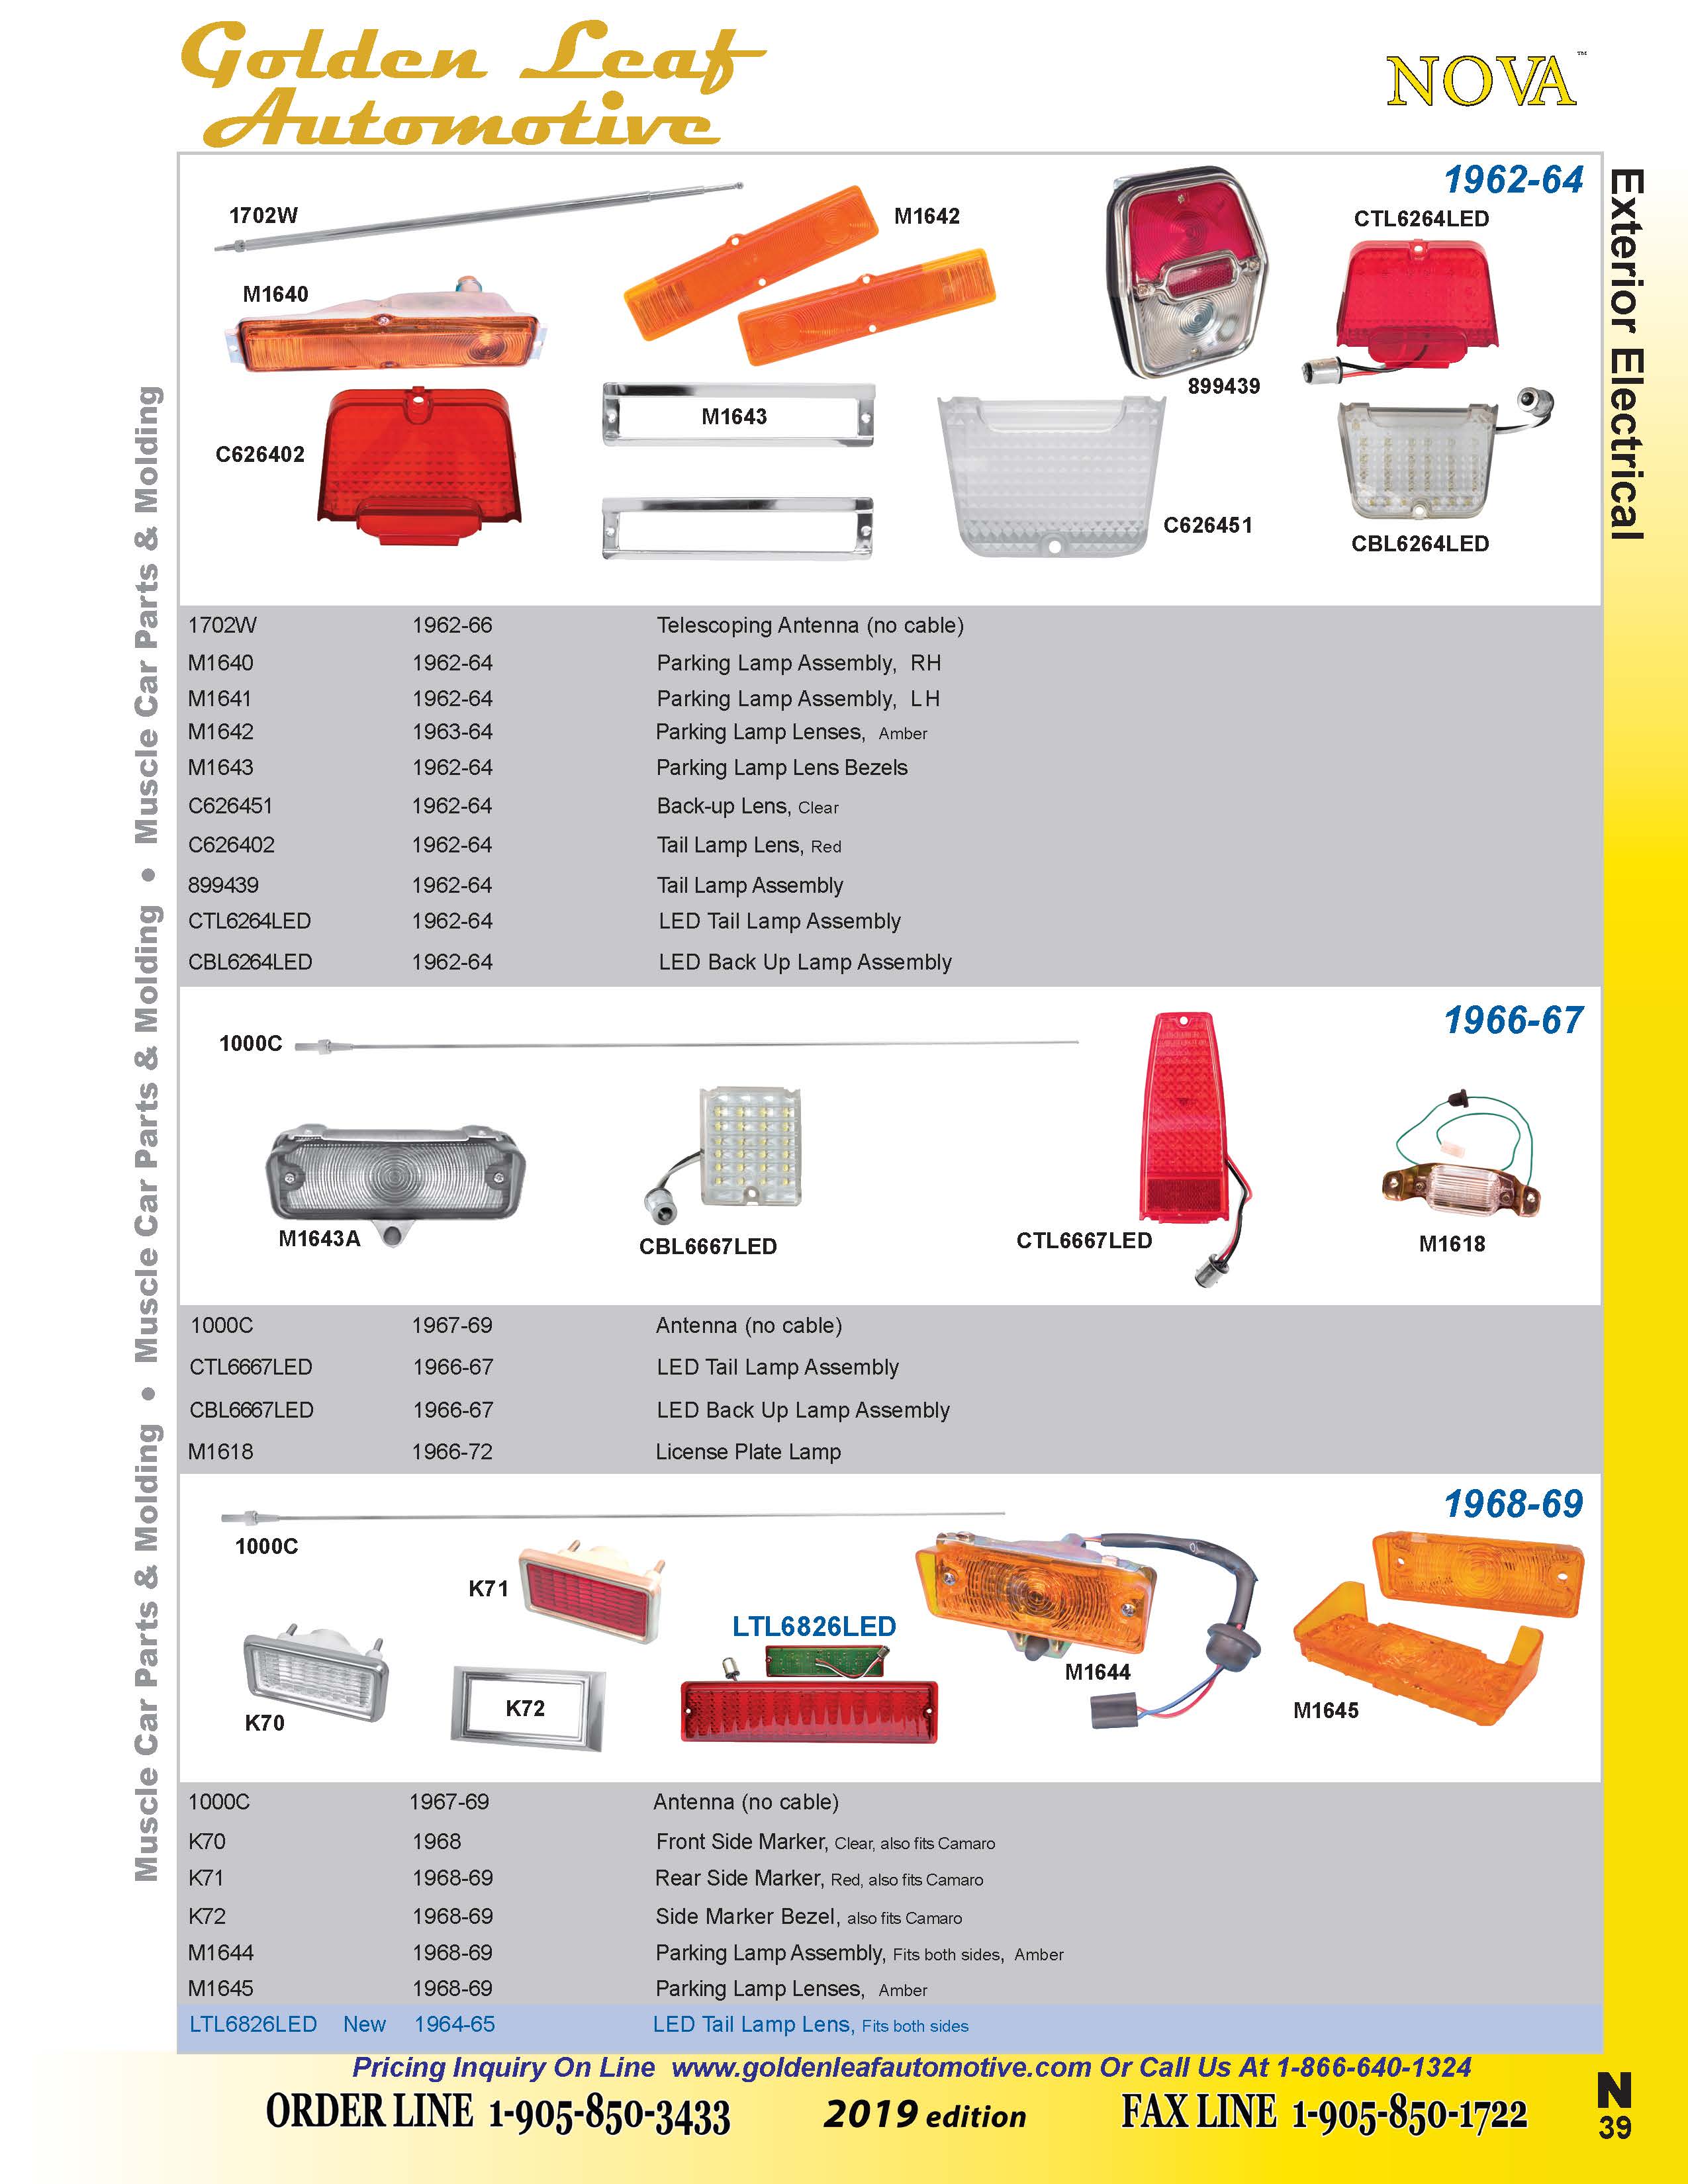 Golden Leaf
Automotive
NOVA™
Exterior Electrical
Muscle Car Parts & Molding • Muscle Car Parts & Molding • Muscle Car Parts & Molding
1962-64
1702W
M1642
CTL6264LED
M1640
899439
M1643
C626402
C626451
CBL6264LED
1702W 1962-66 Telescoping Antenna (no cable)
M1640 1962-64 Parking Lamp Assembly, RH
M1641 1962-64 Parking Lamp Assembly, LH
M1642 1963-64 Parking Lamp Lenses, Amber
M1643 1962-64 Parking Lamp Lens Bezels
C626451 1962-64 Back-up Lens, Clear
C626402 1962-64 Tail Lamp Lens, Red
899439 1962-64 Tail Lamp Assembly
CTL6264LED 1962-64 LED Tail Lamp Assembly
CBL6264LED 1962-64 LED Back Up Lamp Assembly
1966-67
1000C
M1643A
CBL6667LED
CTL6667LED
M1618
1000C 1967-69 Antenna (no cable)
CTL6667LED 1966-67 LED Tail Lamp Assembly
CBL6667LED 1966-67 LED Back Up Lamp Assembly
M1618 1966-72 License Plate Lamp
1968-69
1000C
K71
LTL6826LED
M1644
K70
K72
M1645
1000C 1967-69 Antenna (no cable)
K70 1968 Front Side Marker, Clear, also fits Camaro
K71 1968-69 Rear Side Marker, Red, also fits Camaro
K72 1968-69 Side Marker Bezel, also fits Camaro
M1644 1968-69 Parking Lamp Assembly, Fits both sides, Amber
M1645 1968-69 Parking Lamp Lenses, Amber
LTL6826LED New 1964-65 LED Tail Lamp Lens, Fits both sides
Pricing Inquiry On Line www.goldenleafautomotive.com Or Call Us At 1-866-640-1324
ORDER LINE 1-905-850-3433 2019 edition FAX LINE 1-905-850-1722
N
39